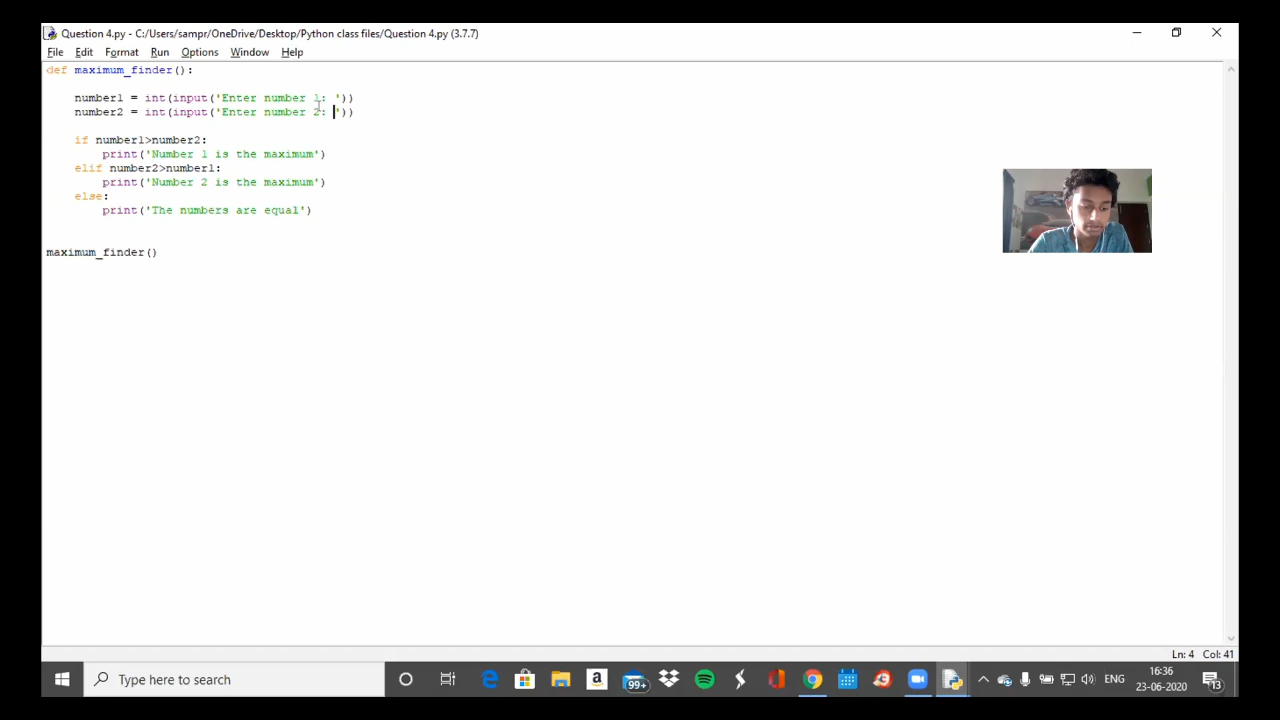 Question 4.py - C:/Users/sampr/OneDrive/Desktop/Python class files/Question 4.py (3.7.7)
File Edit Format Run Options Window Help
def maximum_finder():
number1 = int(input('Enter number 1: '))
number2 = int(input('Enter number 2: '))
if number1>number2:
print('Number 1 is the maximum')
elif number2>number1:
print('Number 2 is the maximum')
else:
print('The numbers are equal')
maximum_finder()
Ln: 4 Col: 41
Type here to search
99+
ENG
16:36
23-06-2020
13